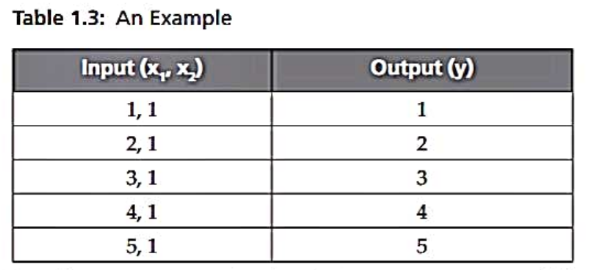 Table 1.3: An Example
Input (x₁, x₂) Output (y)
1, 1 1
2, 1 2
3, 1 3
4, 1 4
5, 1 5